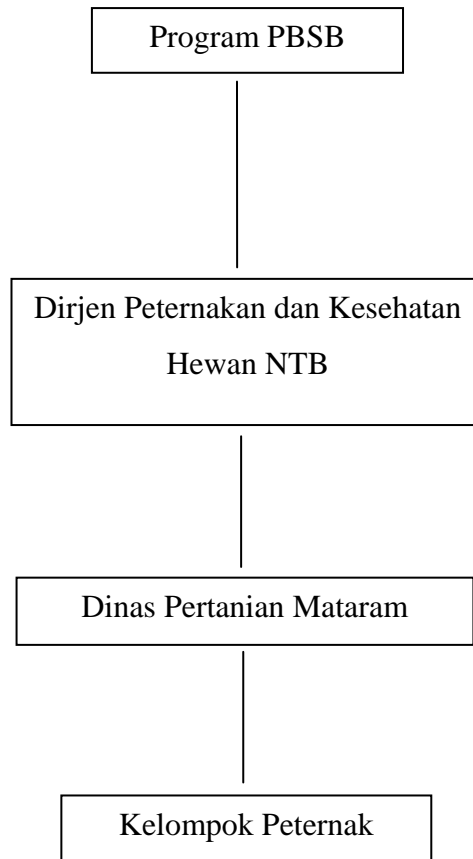 Program PBSB
Dirjen Peternakan dan Kesehatan
Hewan NTB
Dinas Pertanian Mataram
Kelompok Peternak